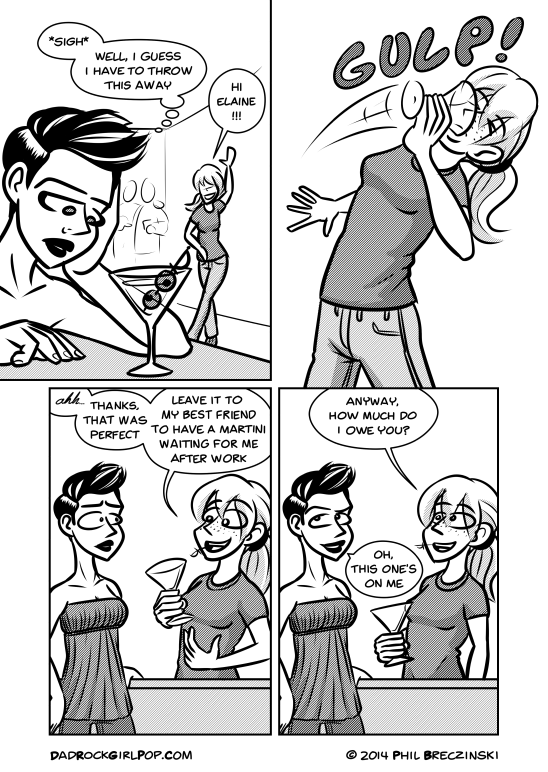 *SIGH*
WELL, I GUESS
I HAVE TO THROW
THIS AWAY
HI
ELAINE
!!!
GULP!
ahh...
THANKS,
THAT WAS
PERFECT
LEAVE IT TO
MY BEST FRIEND
TO HAVE A MARTINI
WAITING FOR ME
AFTER WORK
ANYWAY,
HOW MUCH DO
I OWE YOU?
OH,
THIS ONE'S
ON ME
DADROCKGIRLPOP.COM
© 2014 PHIL BRECZINSKI